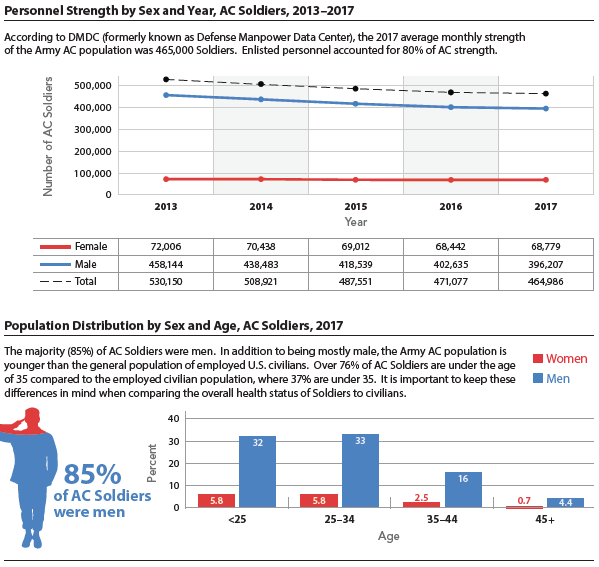 Personnel Strength by Sex and Year, AC Soldiers, 2013–2017
According to DMDC (formerly known as Defense Manpower Data Center), the 2017 average monthly strength
of the Army AC population was 465,000 Soldiers. Enlisted personnel accounted for 80% of AC strength.
Number of AC Soldiers
500,000
400,000
300,000
200,000
100,000
0
2013 2014 2015 2016 2017
Year
Female 72,006 70,438 69,012 68,442 68,779
Male 458,144 438,483 418,539 402,635 396,207
Total 530,150 508,921 487,551 471,077 464,986
Population Distribution by Sex and Age, AC Soldiers, 2017
The majority (85%) of AC Soldiers were men. In addition to being mostly male, the Army AC population is
younger than the general population of employed U.S. civilians. Over 76% of AC Soldiers are under the age
of 35 compared to the employed civilian population, where 37% are under 35. It is important to keep these
differences in mind when comparing the overall health status of Soldiers to civilians.
Women
Men
85%
of AC Soldiers
were men
Percent
40
30
20
10
0
5.8 32 5.8 33 2.5 16 0.7 4.4
<25 25–34 35–44 45+
Age